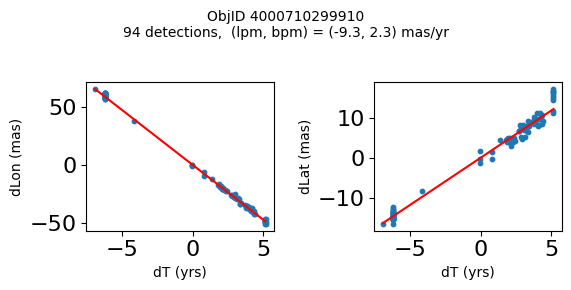 ObjID 4000710299910
94 detections,  (lpm, bpm) = (-9.3, 2.3) mas/yr
dLon (mas)
50
0
−50
−5
0
5
dT (yrs)
dLat (mas)
10
0
−10
−5
0
5
dT (yrs)